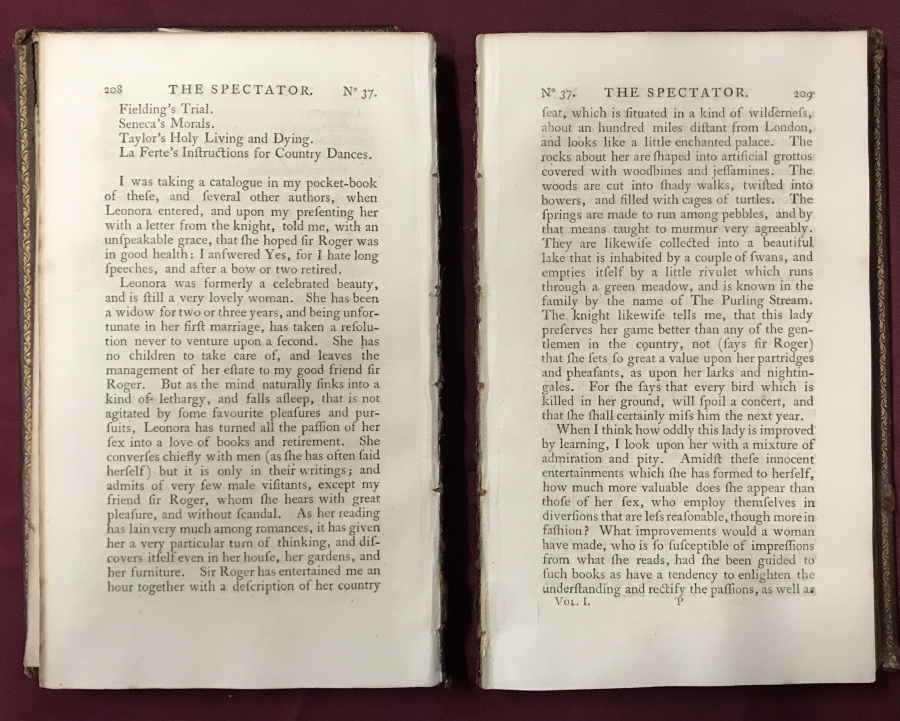 208 THE SPECTATOR. Nº 37.
Fielding's Trial.
Seneca's Morals.
Taylor's Holy Living and Dying.
La Ferte's Inſtructions for Country Dances.
I was taking a catalogue in my pocket-book
of theſe, and ſeveral other authors, when
Leonora entered, and upon my preſenting her
with a letter from the knight, told me, with an
unſpeakable grace, that ſhe hoped ſir Roger was
in good health: I anſwered Yes, for I hate long
ſpeeches, and after a bow or two retired.
Leonora was formerly a celebrated beauty,
and is ſtill a very lovely woman. She has been
a widow for two or three years, and being unfor-
tunate in her firſt marriage, has taken a reſolu-
tion never to venture upon a ſecond. She has
no children to take care of, and leaves the
management of her eſtate to my good friend ſir
Roger. But as the mind naturally ſinks into a
kind of lethargy, and falls aſleep, that is not
agitated by ſome favourite pleaſures and pur-
ſuits, Leonora has turned all the paſſion of her
ſex into a love of books and retirement. She
converſes chiefly with men (as ſhe has often ſaid
herſelf) but it is only in their writings; and
admits of very few male viſitants, except my
friend ſir Roger, whom ſhe hears with great
pleaſure, and without ſcandal. As her reading
has lain very much among romances, it has given
her a very particular turn of thinking, and diſ-
covers itſelf even in her houſe, her gardens, and
her furniture. Sir Roger has entertained me an
hour together with a deſcription of her country
Nº 37. THE SPECTATOR. 209
ſeat, which is ſituated in a kind of wilderneſs,
about an hundred miles diſtant from London,
and looks like a little enchanted palace. The
rocks about her are ſhaped into artificial grottos
covered with woodbines and jeſſamines. The
woods are cut into ſhady walks, twiſted into
bowers, and filled with cages of turtles. The
ſprings are made to run among pebbles, and by
that means taught to murmur very agreeably.
They are likewiſe collected into a beautiful
lake that is inhabited by a couple of ſwans, and
empties itſelf by a little rivulet which runs
through a green meadow, and is known in the
family by the name of The Purling Stream.
The knight likewiſe tells me, that this lady
preſerves her game better than any of the gen-
tlemen in the country, not (ſays ſir Roger)
that ſhe ſets ſo great a value upon her partridges
and pheaſants, as upon her larks and nightin-
gales. For ſhe ſays that every bird which is
killed in her ground, will ſpoil a concert, and
that ſhe ſhall certainly miſs him the next year.
When I think how oddly this lady is improved
by learning, I look upon her with a mixture of
admiration and pity. Amidſt theſe innocent
entertainments which ſhe has formed to herſelf,
how much more valuable does ſhe appear than
thoſe of her ſex, who employ themſelves in
diverſions that are leſs reaſonable, though more in
faſhion? What improvements would a woman
have made, who is ſo ſuſceptible of impreſſions
from what ſhe reads, had ſhe been guided to
ſuch books as have a tendency to enlighten the
underſtanding and rectify the paſſions, as well as
VOL. I. P